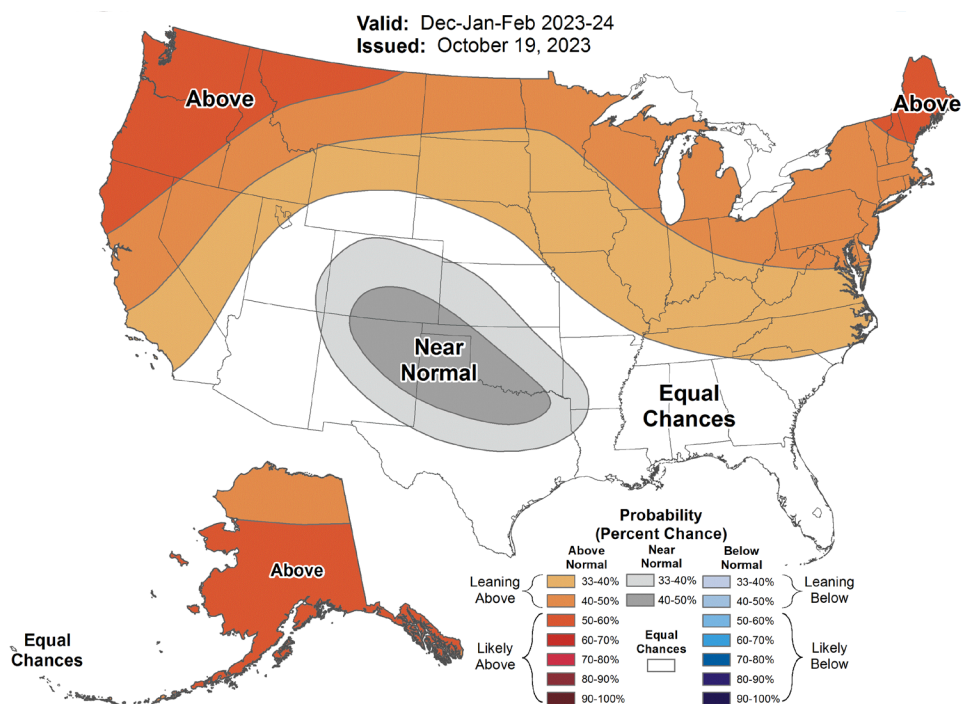 Valid: Dec-Jan-Feb 2023-24
Issued: October 19, 2023
Above
Above
Near
Normal
Equal
Chances
Above
Equal
Chances
Probability
(Percent Chance)
Above
Normal
Near
Normal
Below
Normal
Leaning
Above
33-40%
33-40%
33-40%
Leaning
Below
40-50%
40-50%
40-50%
Likely
Above
50-60%
60-70%
70-80%
80-90%
90-100%
Equal
Chances
50-60%
60-70%
70-80%
80-90%
90-100%
Likely
Below